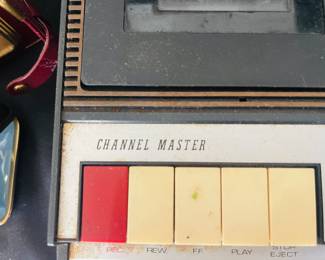 CHANNEL MASTER
REC. REW. FF. PLAY STOP
EJECT